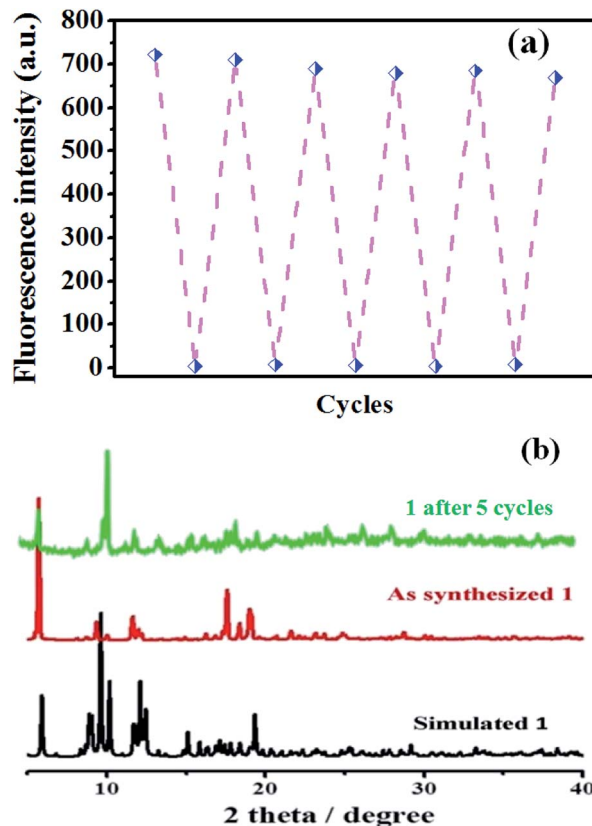 (a)
Fluorescence intensity (a.u.)
800
700
600
500
400
300
200
100
0
Cycles
(b)
1 after 5 cycles
As synthesized 1
Simulated 1
10 20 30 40
2 theta / degree